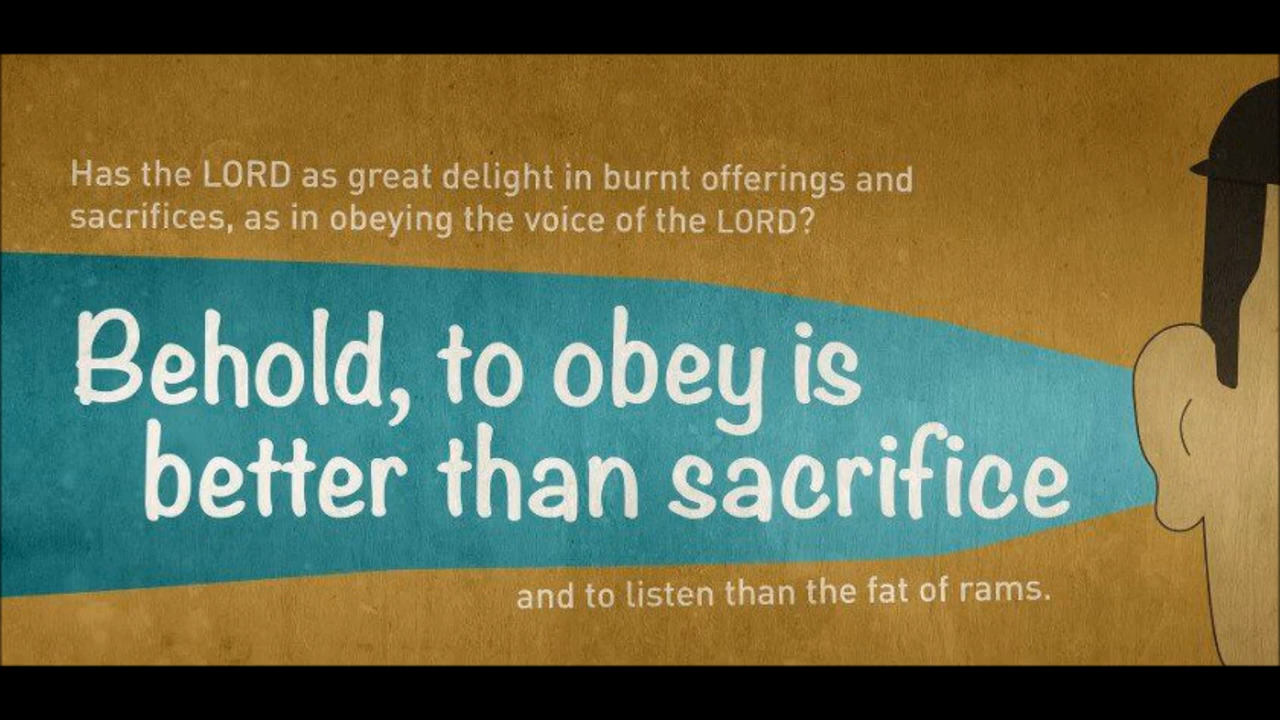 Has the LORD as great delight in burnt offerings and
sacrifices, as in obeying the voice of the LORD?
Behold, to obey is
better than sacrifice
and to listen than the fat of rams.